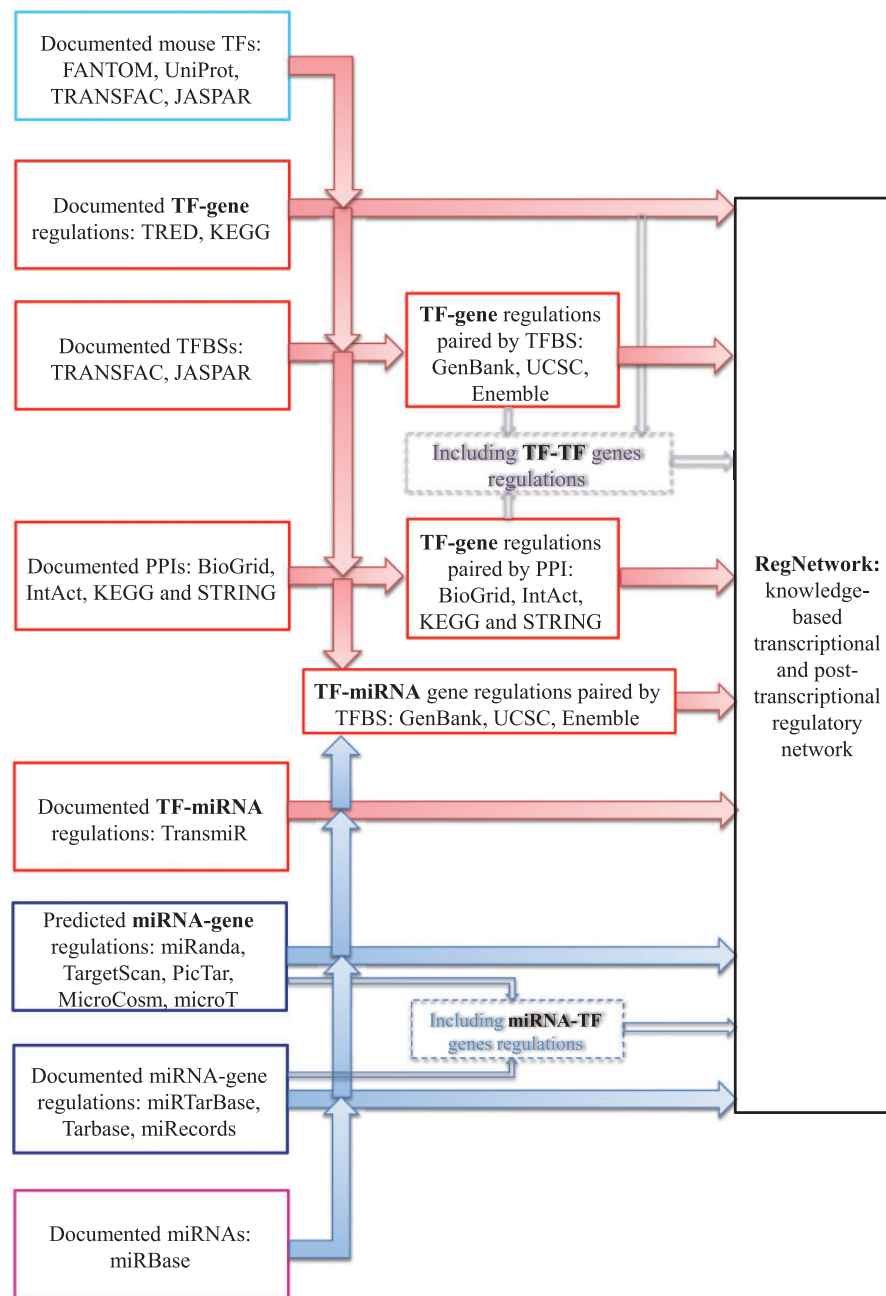 Documented mouse TFs:
FANTOM, UniProt,
TRANSFAC, JASPAR
Documented TF-gene
regulations: TRED, KEGG
Documented TFBSs:
TRANSFAC, JASPAR
TF-gene regulations
paired by TFBS:
GenBank, UCSC,
Enemble
Including TF-TF genes
regulations
Documented PPIs: BioGrid,
IntAct, KEGG and STRING
TF-gene regulations
paired by PPI:
BioGrid, IntAct,
KEGG and STRING
RegNetwork:
knowledge-
based
transcriptional
and post-
transcriptional
regulatory
network
TF-miRNA gene regulations paired by
TFBS: GenBank, UCSC, Enemble
Documented TF-miRNA
regulations: TransmiR
Predicted miRNA-gene
regulations: miRanda,
TargetScan, PicTar,
MicroCosm, microT
Including miRNA-TF
genes regulations
Documented miRNA-gene
regulations: miRTarBase,
Tarbase, miRecords
Documented miRNAs:
miRBase